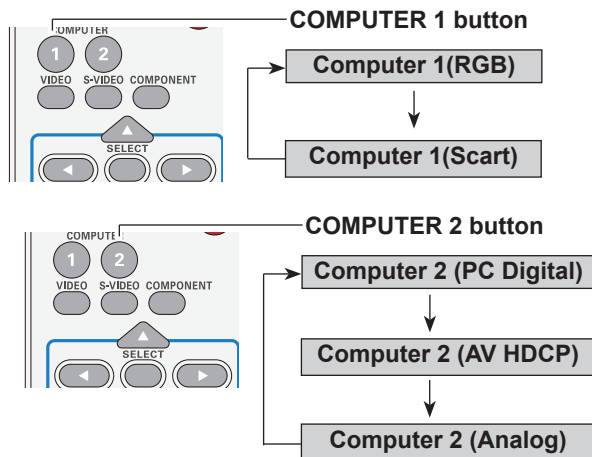 COMPUTER 1 button
COMPUTER
1 2
VIDEO S-VIDEO COMPONENT
SELECT
Computer 1(RGB)
Computer 1(Scart)
COMPUTER 2 button
COMPUTE
1 2
VIDEO S-VIDEO COMPONENT
SELECT
Computer 2 (PC Digital)
Computer 2 (AV HDCP)
Computer 2 (Analog)